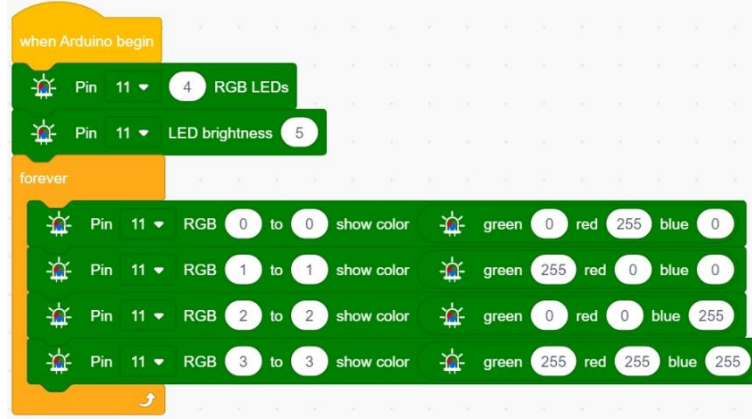 when Arduino begin
Pin 11 4 RGB LEDs
Pin 11 LED brightness 5
forever
Pin 11 RGB 0 to 0 show color green 0 red 255 blue 0
Pin 11 RGB 1 to 1 show color green 255 red 0 blue 0
Pin 11 RGB 2 to 2 show color green 0 red 0 blue 255
Pin 11 RGB 3 to 3 show color green 255 red 255 blue 255